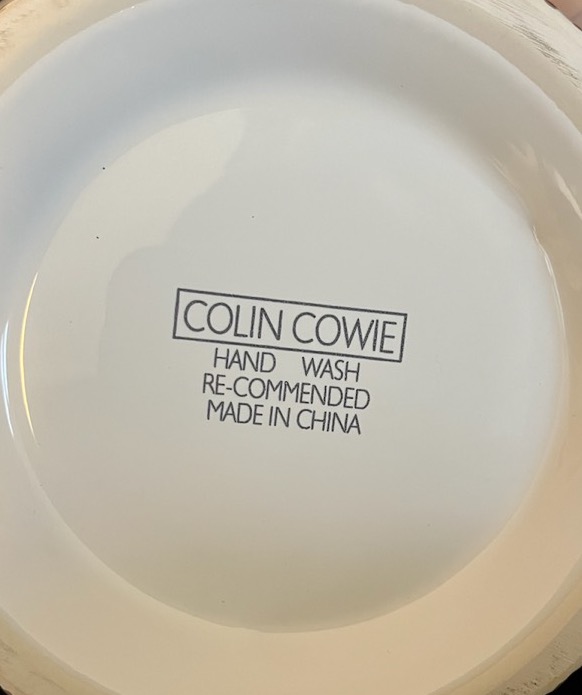 COLIN COWIE
HAND WASH
RE-COMMENDED
MADE IN CHINA